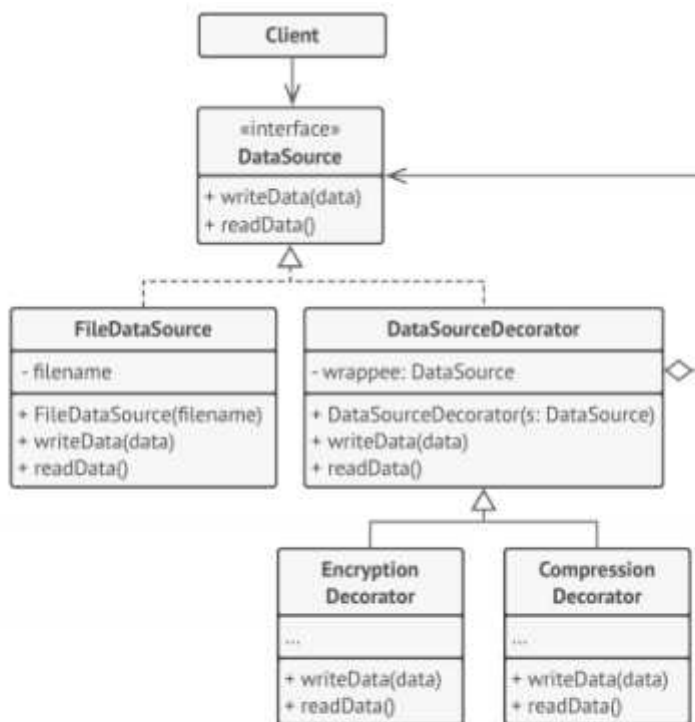 Client
«interface»
DataSource
+ writeData(data)
+ readData()
FileDataSource
- filename
+ FileDataSource(filename)
+ writeData(data)
+ readData()
DataSourceDecorator
- wrappee: DataSource
+ DataSourceDecorator(s: DataSource)
+ writeData(data)
+ readData()
Encryption
Decorator
...
+ writeData(data)
+ readData()
Compression
Decorator
...
+ writeData(data)
+ readData()